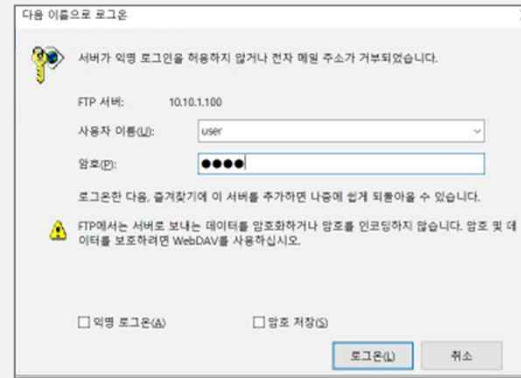 다음 이름으로 로그온
서버가 익명 로그인을 허용하지 않거나 전자 메일 주소가 거부되었습니다.
FTP 서버: 10.10.1.100
사용자 이름(U): user
암호(P): ●●●●
로그온한 다음, 즐겨찾기에 이 서버를 추가하면 나중에 쉽게 되돌아올 수 있습니다.
FTP에서는 서버로 보내는 데이터를 암호화하거나 암호를 인코딩하지 않습니다. 암호 및 데
이터를 보호하려면 WebDAV를 사용하십시오.
익명 로그온(A) 암호 저장(S)
로그온(L) 취소